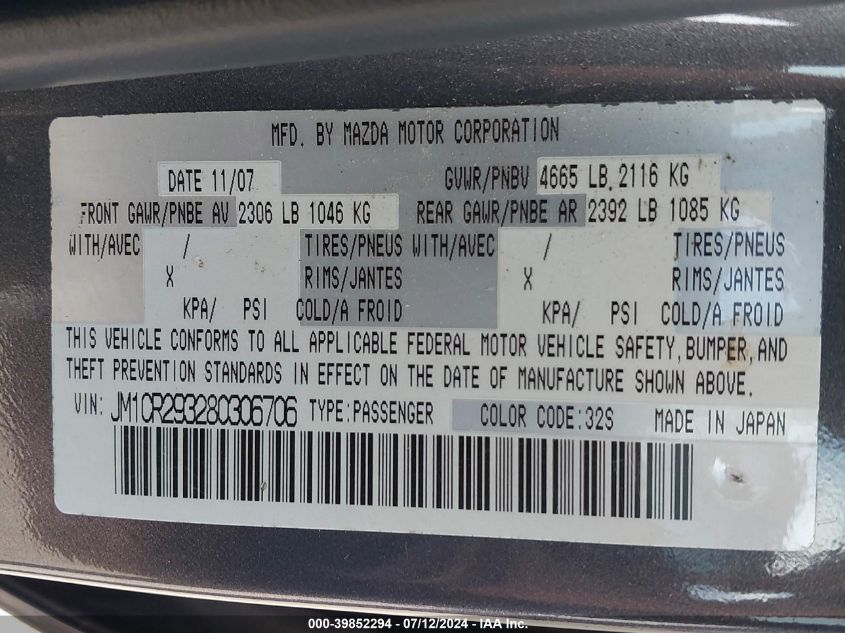 MFD. BY MAZDA MOTOR CORPORATION
DATE 11/07 GVWR/PNBV 4665 LB, 2116 KG
FRONT GAWR/PNBE AV 2306 LB 1046 KG REAR GAWR/PNBE AR 2392 LB 1085 KG
WITH/AVEC / TIRES/PNEUS WITH/AVEC / TIRES/PNEUS
X RIMS/JANTES X RIMS/JANTES
KPA/ PSI COLD/A FROID KPA/ PSI COLD/A FROID
THIS VEHICLE CONFORMS TO ALL APPLICABLE FEDERAL MOTOR VEHICLE SAFETY, BUMPER, AND
THEFT PREVENTION STANDARDS IN EFFECT ON THE DATE OF MANUFACTURE SHOWN ABOVE.
VIN: JM1CR293280306706 TYPE:PASSENGER COLOR CODE:32S MADE IN JAPAN
000-39852294 - 07/12/2024 - IAA Inc.